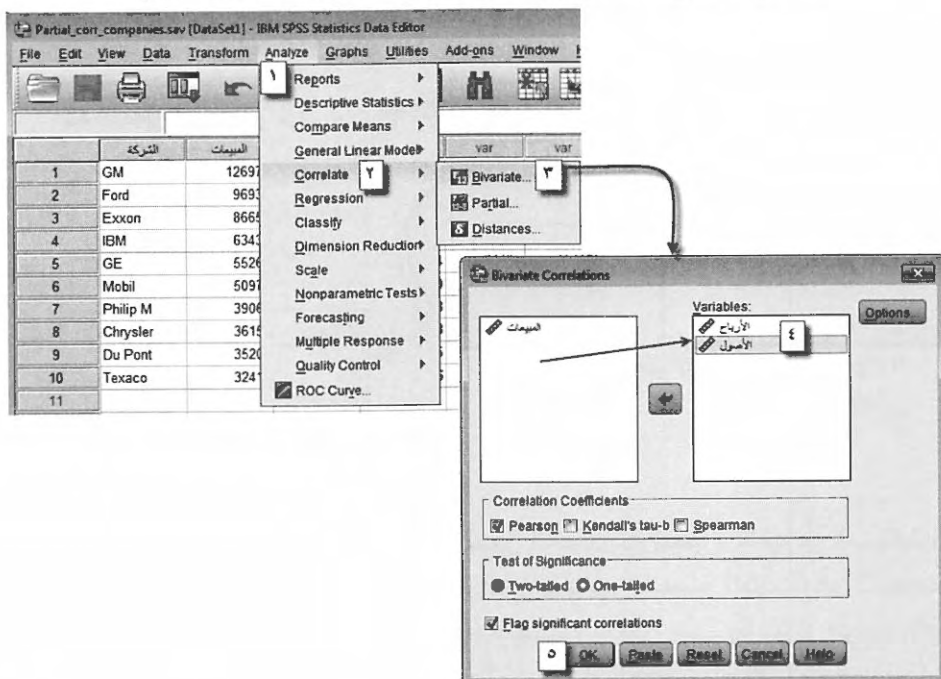 Partial_corr_companies.sav [DataSet1] - IBM SPSS Statistics Data Editor
File Edit View Data Transform Analyze Graphs Utilities Add-ons Window
١
Reports
Descriptive Statistics
Compare Means
General Linear Model
Correlate ٢
Regression
Classify
Dimension Reduction
Scale
Nonparametric Tests
Forecasting
Multiple Response
Quality Control
ROC Curve...
Bivariate... ٣
Partial...
Distances...
الشركة المبيعات var var
1 GM 12697
2 Ford 9693
3 Exxon 8665
4 IBM 6343
5 GE 5526
6 Mobil 5097
7 Philip M 3906
8 Chrysler 3615
9 Du Pont 3520
10 Texaco 3241
11
Bivariate Correlations
Variables:
Options...
المبيعات
الأرباح
الأصول
٤
Correlation Coefficients
Pearson Kendall's tau-b Spearman
Test of Significance
Two-tailed One-tailed
Flag significant correlations
٥ OK Paste Reset Cancel Help